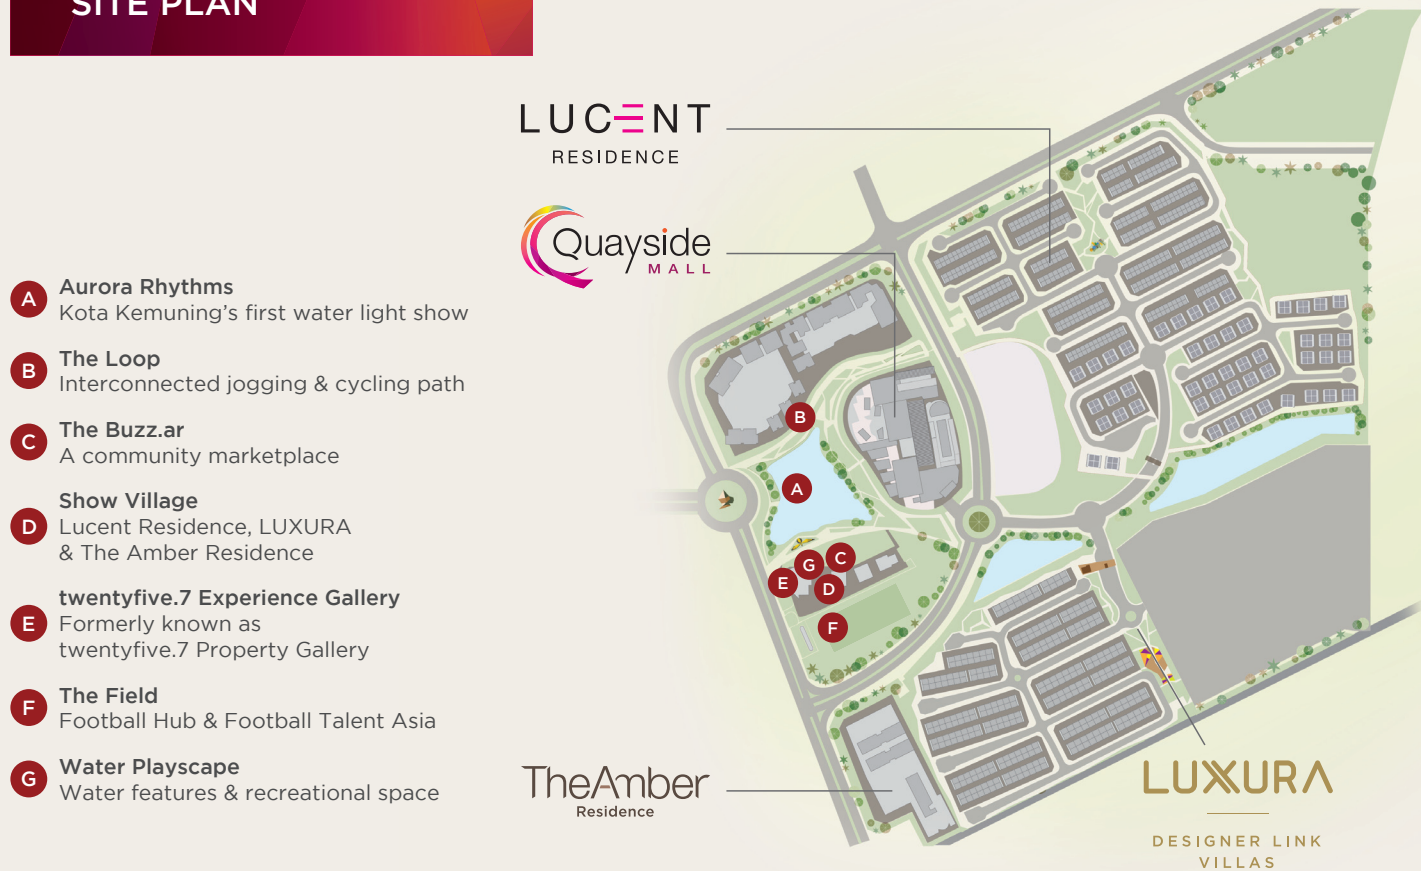 SITE PLAN
LUCENT
RESIDENCE
Quayside
MALL
A
Aurora Rhythms
Kota Kemuning’s first water light show
B
The Loop
Interconnected jogging & cycling path
C
The Buzz.ar
A community marketplace
D
Show Village
Lucent Residence, LUXURA
& The Amber Residence
E
twentyfive.7 Experience Gallery
Formerly known as
twentyfive.7 Property Gallery
F
The Field
Football Hub & Football Talent Asia
G
Water Playscape
Water features & recreational space
B
A
C
G
E
D
F
The Amber
Residence
LUXURA
DESIGNER LINK
VILLAS